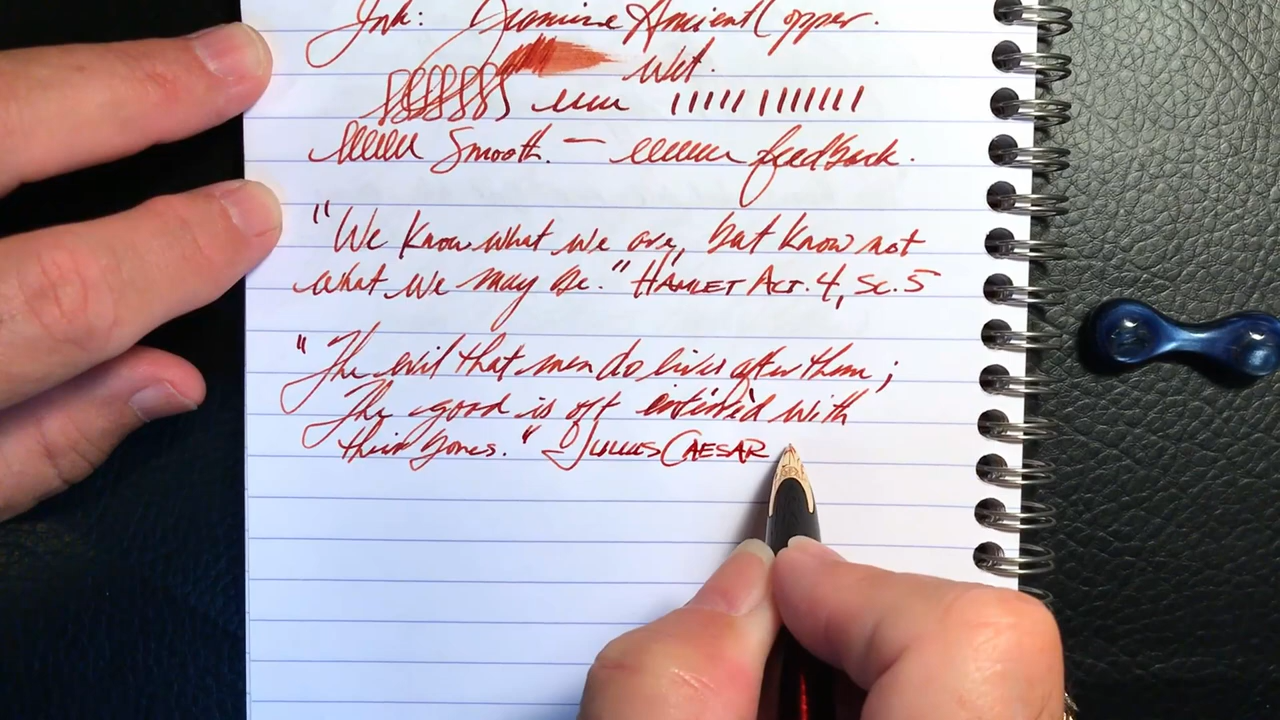 Ink: Diamine Ancient Copper.
Wet.
Smooth. — feedback.
"We know what we are, but know not
what we may be." HAMLET ACT. 4, SC. 5
"The evil that men do lives after them;
The good is oft interrèd with
their bones." - JULIUS CAESAR